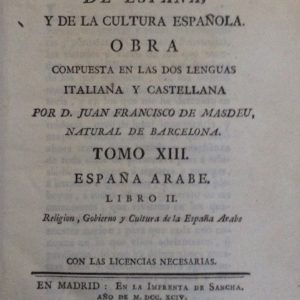 DE ESPAÑA,
Y DE LA CULTURA ESPAÑOLA.
OBRA
COMPUESTA EN LAS DOS LENGUAS
ITALIANA Y CASTELLANA
POR D. JUAN FRANCISCO DE MASDEU,
NATURAL DE BARCELONA.
TOMO XIII.
ESPAÑA ARABE.
LIBRO II.
Religion, Gobierno y Cultura de la España Arabe
CON LAS LICENCIAS NECESARIAS.
EN MADRID: EN LA IMPRENTA DE SANCHA.
AÑO DE M. DCC. XCIV.